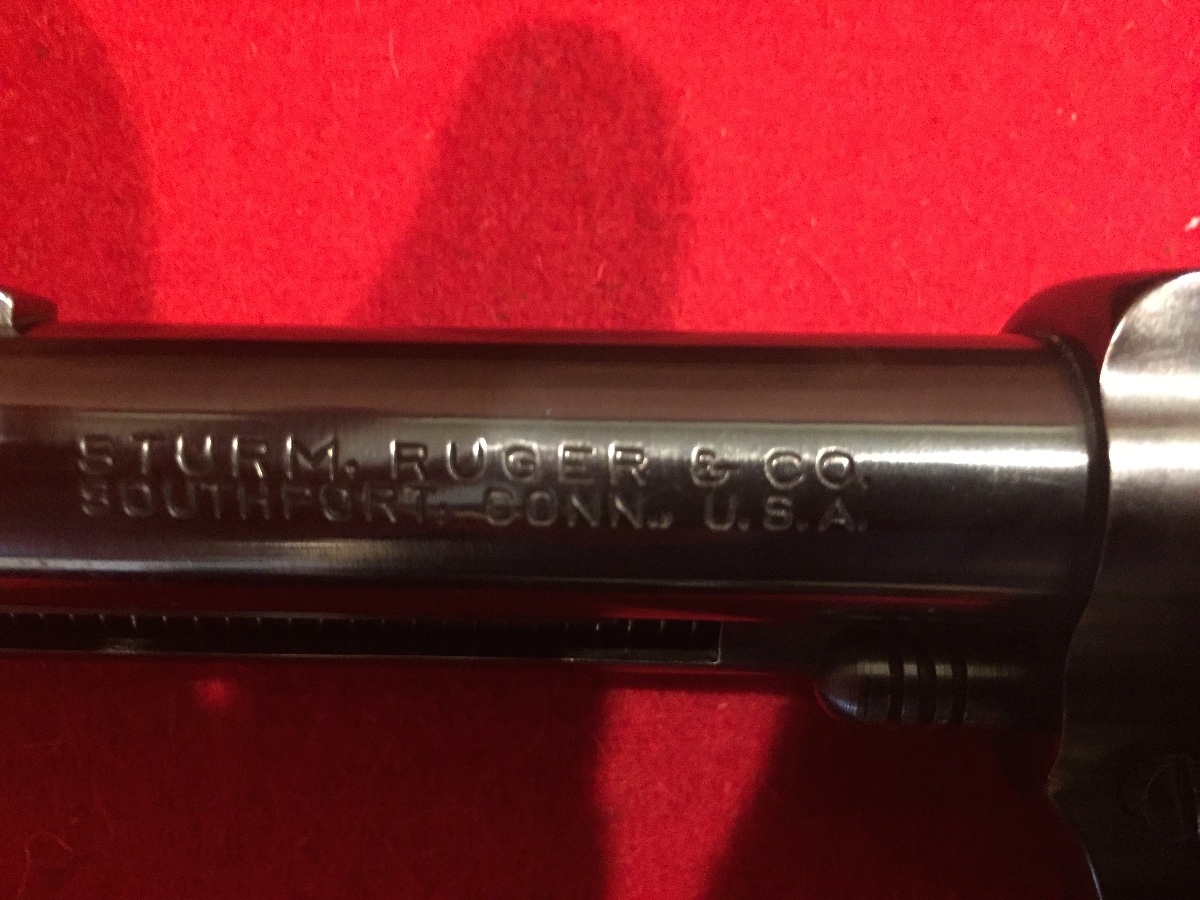 STURM, RUGER & CO.
SOUTHPORT, CONN., U.S.A.